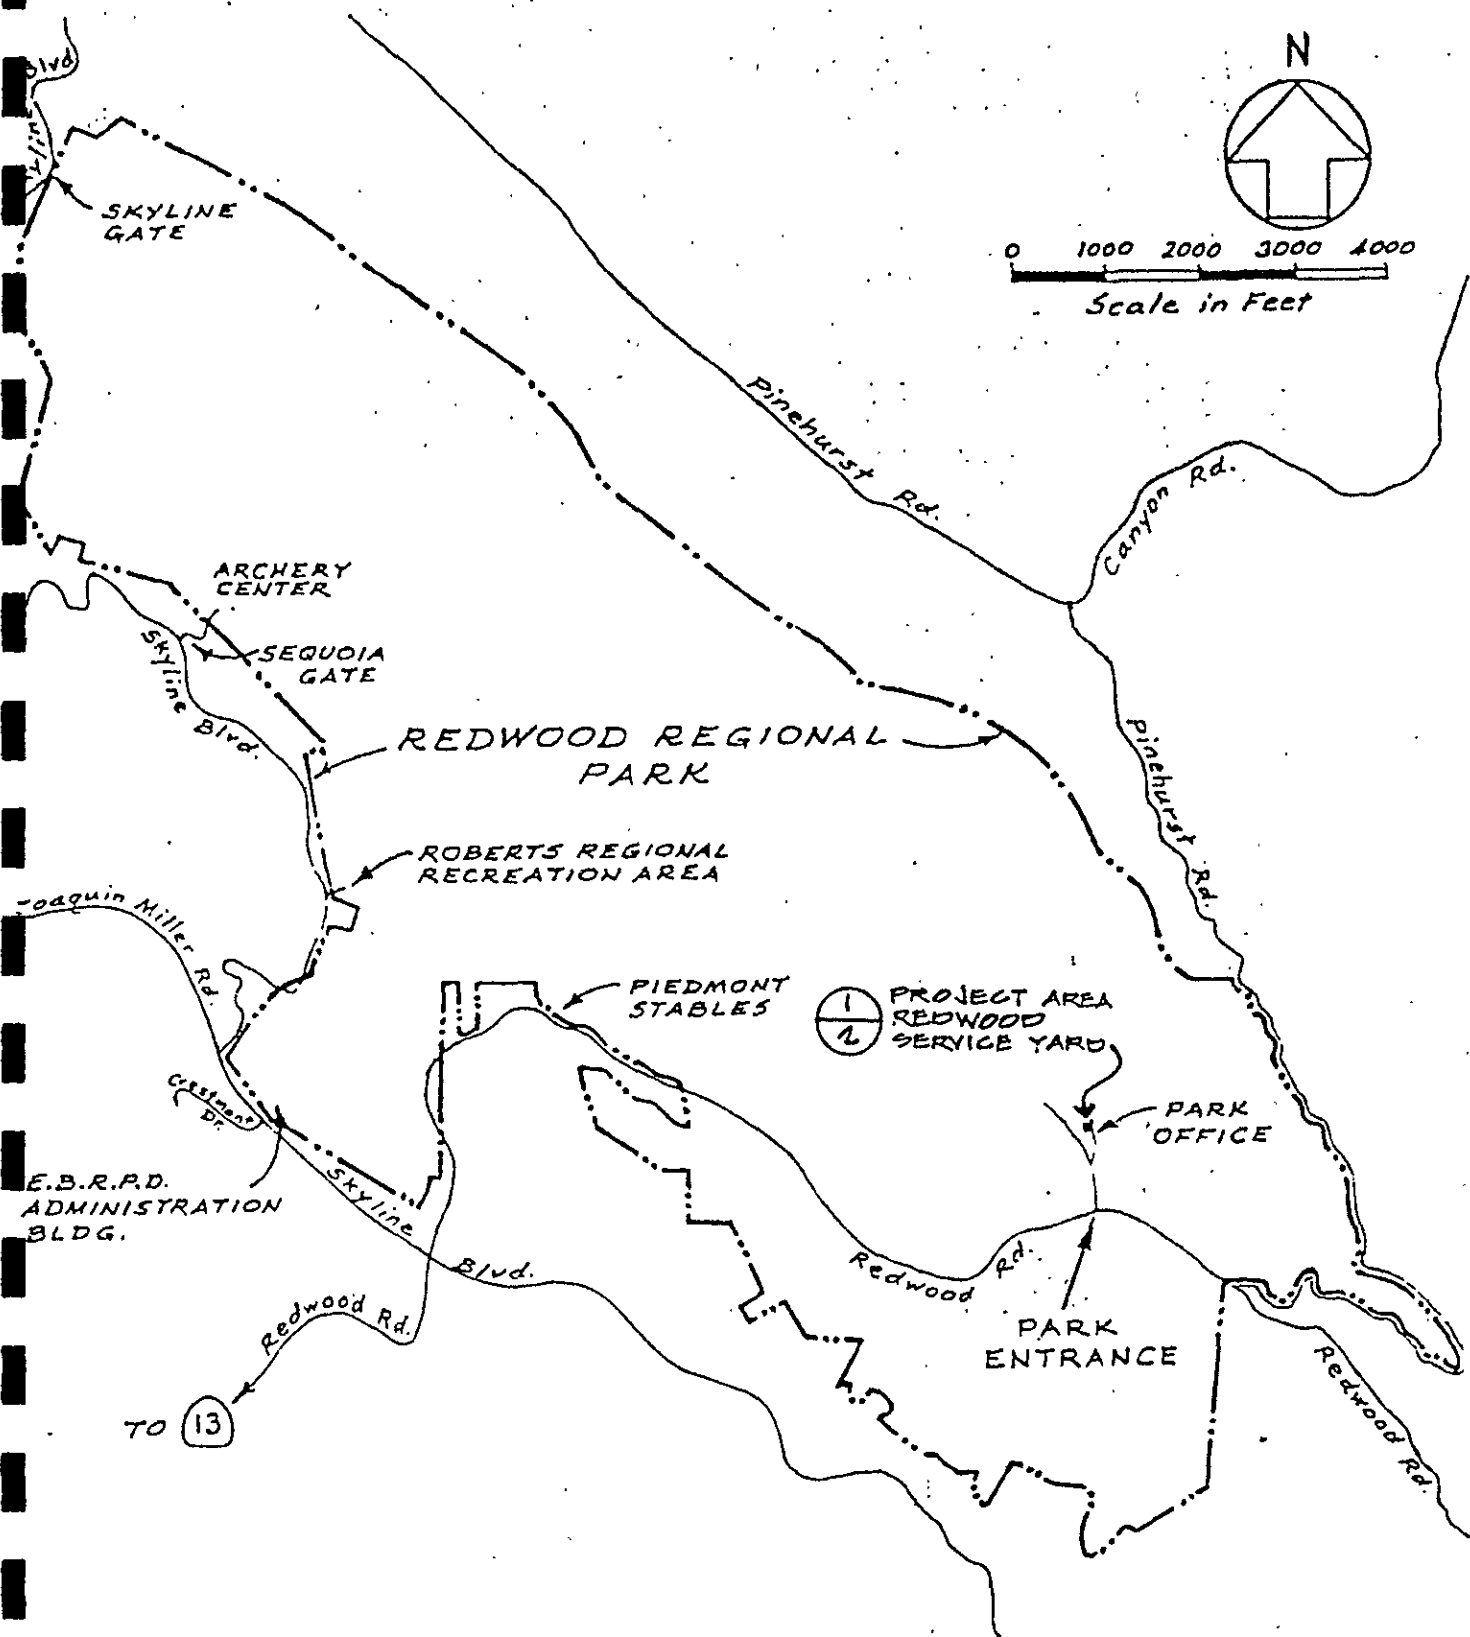 Blvd
N
SKYLINE
GATE
0 1000 2000 3000 4000
Scale in Feet
Pinehurst Rd.
Canyon Rd.
ARCHERY
CENTER
SEQUOIA
GATE
Skyline Blvd.
REDWOOD REGIONAL
PARK
Pinehurst Rd.
ROBERTS REGIONAL
RECREATION AREA
oaquin Miller Rd.
PIEDMONT
STABLES
1
2
PROJECT AREA
REDWOOD
SERVICE YARD
Crestmont
Dr.
PARK
OFFICE
E.B.R.P.D.
ADMINISTRATION
BLDG.
Skyline Blvd.
Redwood Rd.
Redwood Rd.
PARK
ENTRANCE
Redwood Rd.
TO 13